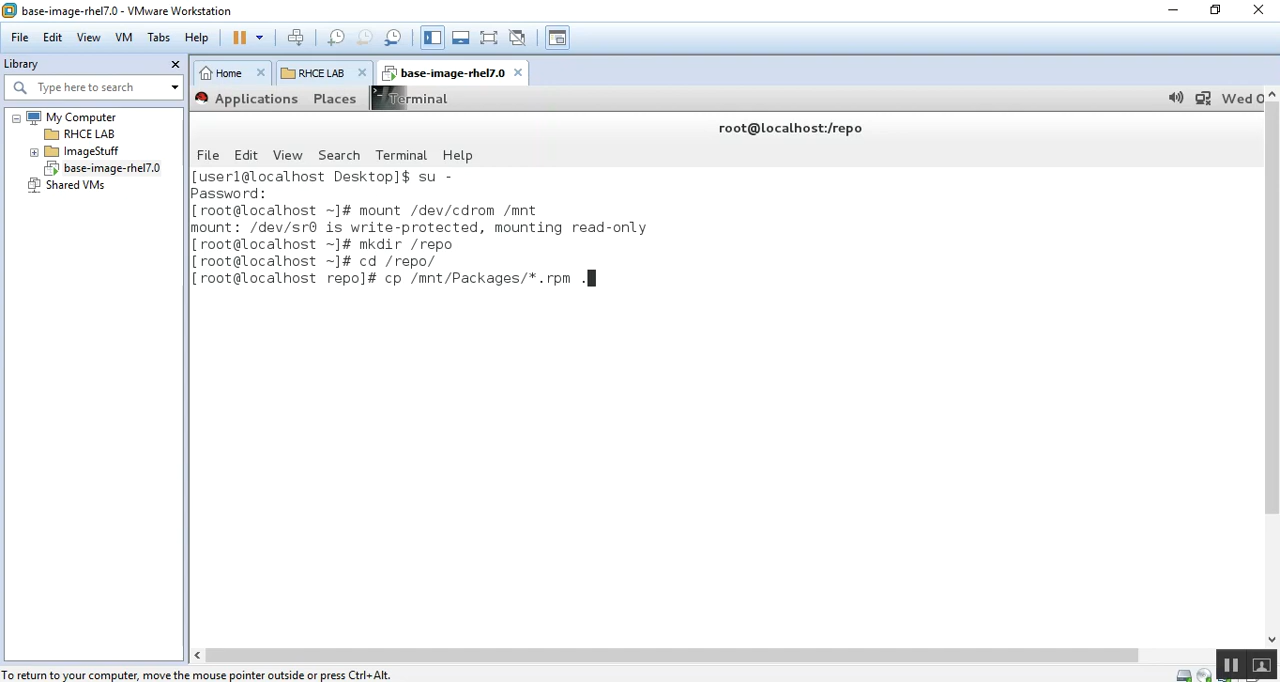 base-image-rhel7.0 - VMware Workstation
File Edit View VM Tabs Help
Library
Type here to search
My Computer
RHCE LAB
ImageStuff
base-image-rhel7.0
Shared VMs
Home RHCE LAB base-image-rhel7.0
Applications Places Terminal Wed O
root@localhost:/repo
File Edit View Search Terminal Help
[user1@localhost Desktop]$ su -
Password:
[root@localhost ~]# mount /dev/cdrom /mnt
mount: /dev/sr0 is write-protected, mounting read-only
[root@localhost ~]# mkdir /repo
[root@localhost ~]# cd /repo/
[root@localhost repo]# cp /mnt/Packages/*.rpm .
To return to your computer, move the mouse pointer outside or press Ctrl+Alt.